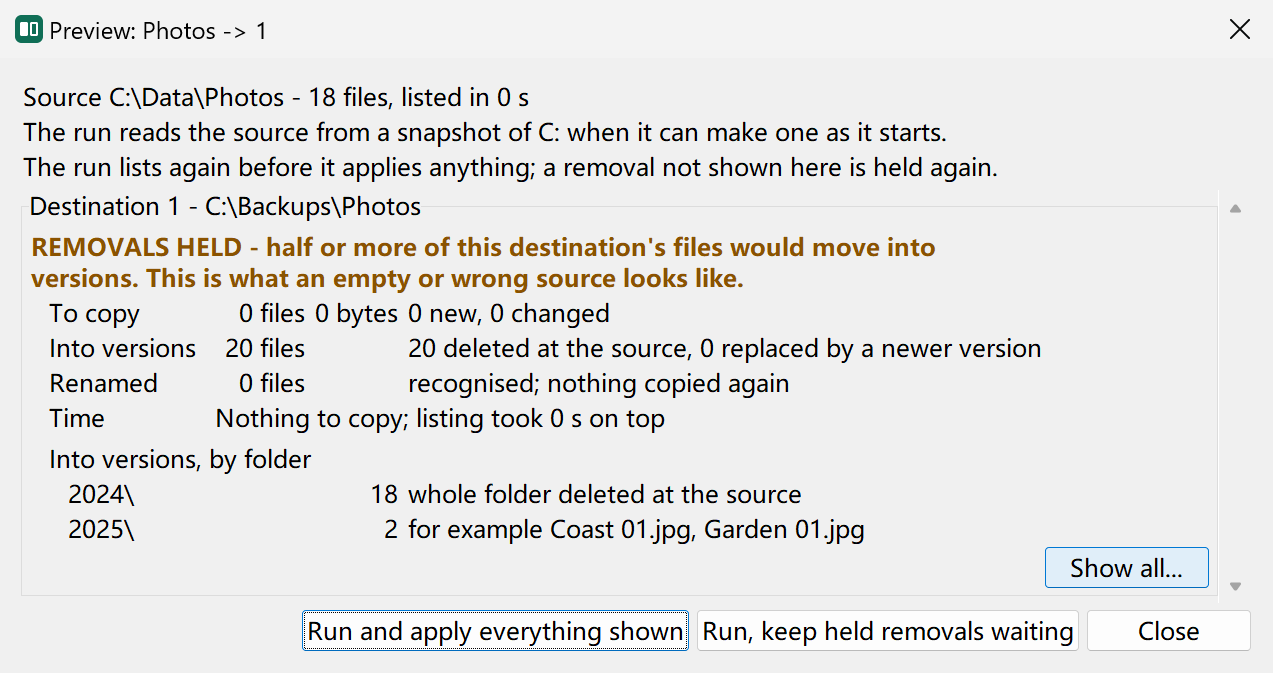 Preview: Photos -> 1
Source C:\Data\Photos - 18 files, listed in 0 s
The run reads the source from a snapshot of C: when it can make one as it starts.
The run lists again before it applies anything; a removal not shown here is held again.
Destination 1 - C:\Backups\Photos
REMOVALS HELD - half or more of this destination's files would move into
versions. This is what an empty or wrong source looks like.
To copy 0 files 0 bytes 0 new, 0 changed
Into versions 20 files 20 deleted at the source, 0 replaced by a newer version
Renamed 0 files recognised; nothing copied again
Time Nothing to copy; listing took 0 s on top
Into versions, by folder
2024\ 18 whole folder deleted at the source
2025\ 2 for example Coast 01.jpg, Garden 01.jpg
Show all...
Run and apply everything shown Run, keep held removals waiting Close